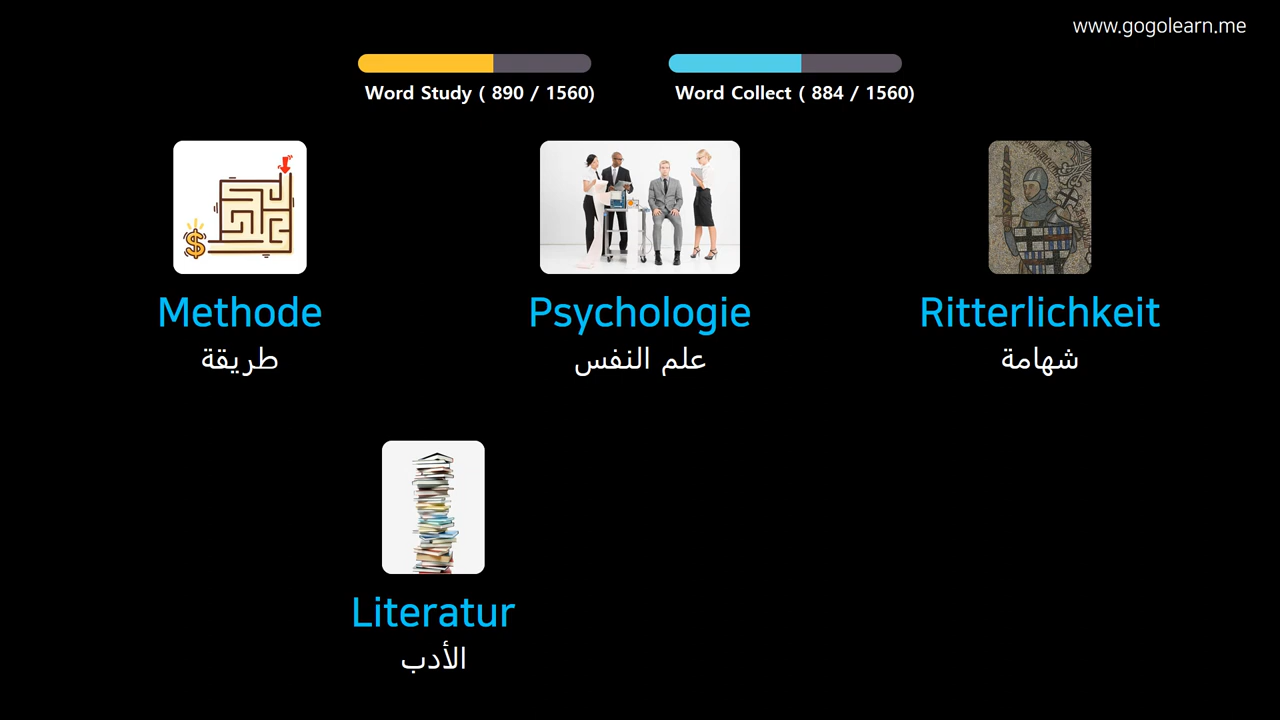 www.gogolearn.me
Word Study ( 890 / 1560)
Word Collect ( 884 / 1560)
Methode
طريقة
Psychologie
علم النفس
Ritterlichkeit
شهامة
Literatur
الأدب